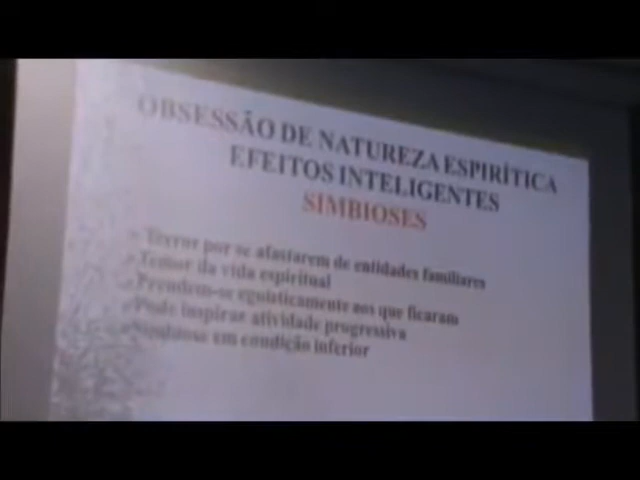 OBSESSÃO DE NATUREZA ESPIRÍTICA
EFEITOS INTELIGENTES
SIMBIOSES
Terror por se afastarem de entidades familiares
Temor da vida espiritual
Prendem-se egoisticamente aos que ficaram
Pode inspirar atividade progressiva
em condição inferior